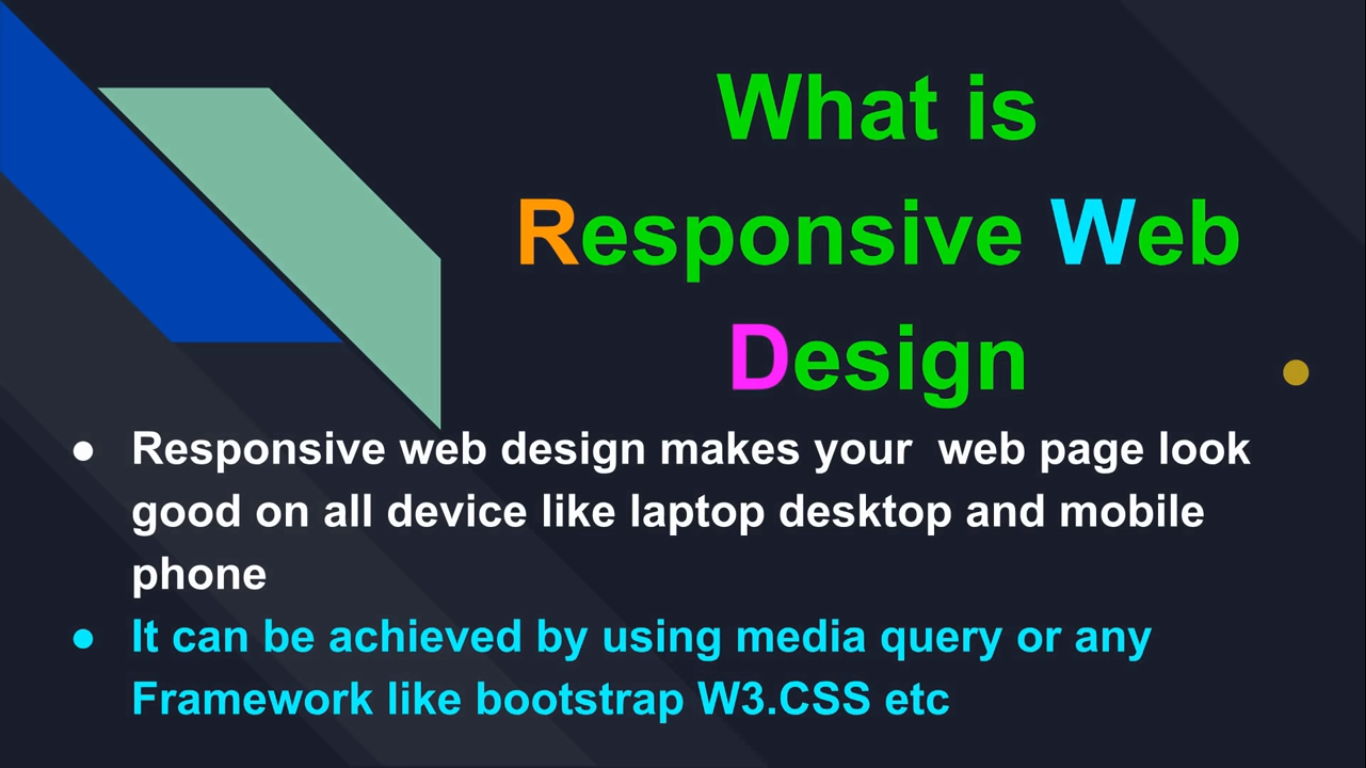 What is
Responsive Web
Design
● Responsive web design makes your  web page look
good on all device like laptop desktop and mobile
phone
● It can be achieved by using media query or any
Framework like bootstrap W3.CSS etc